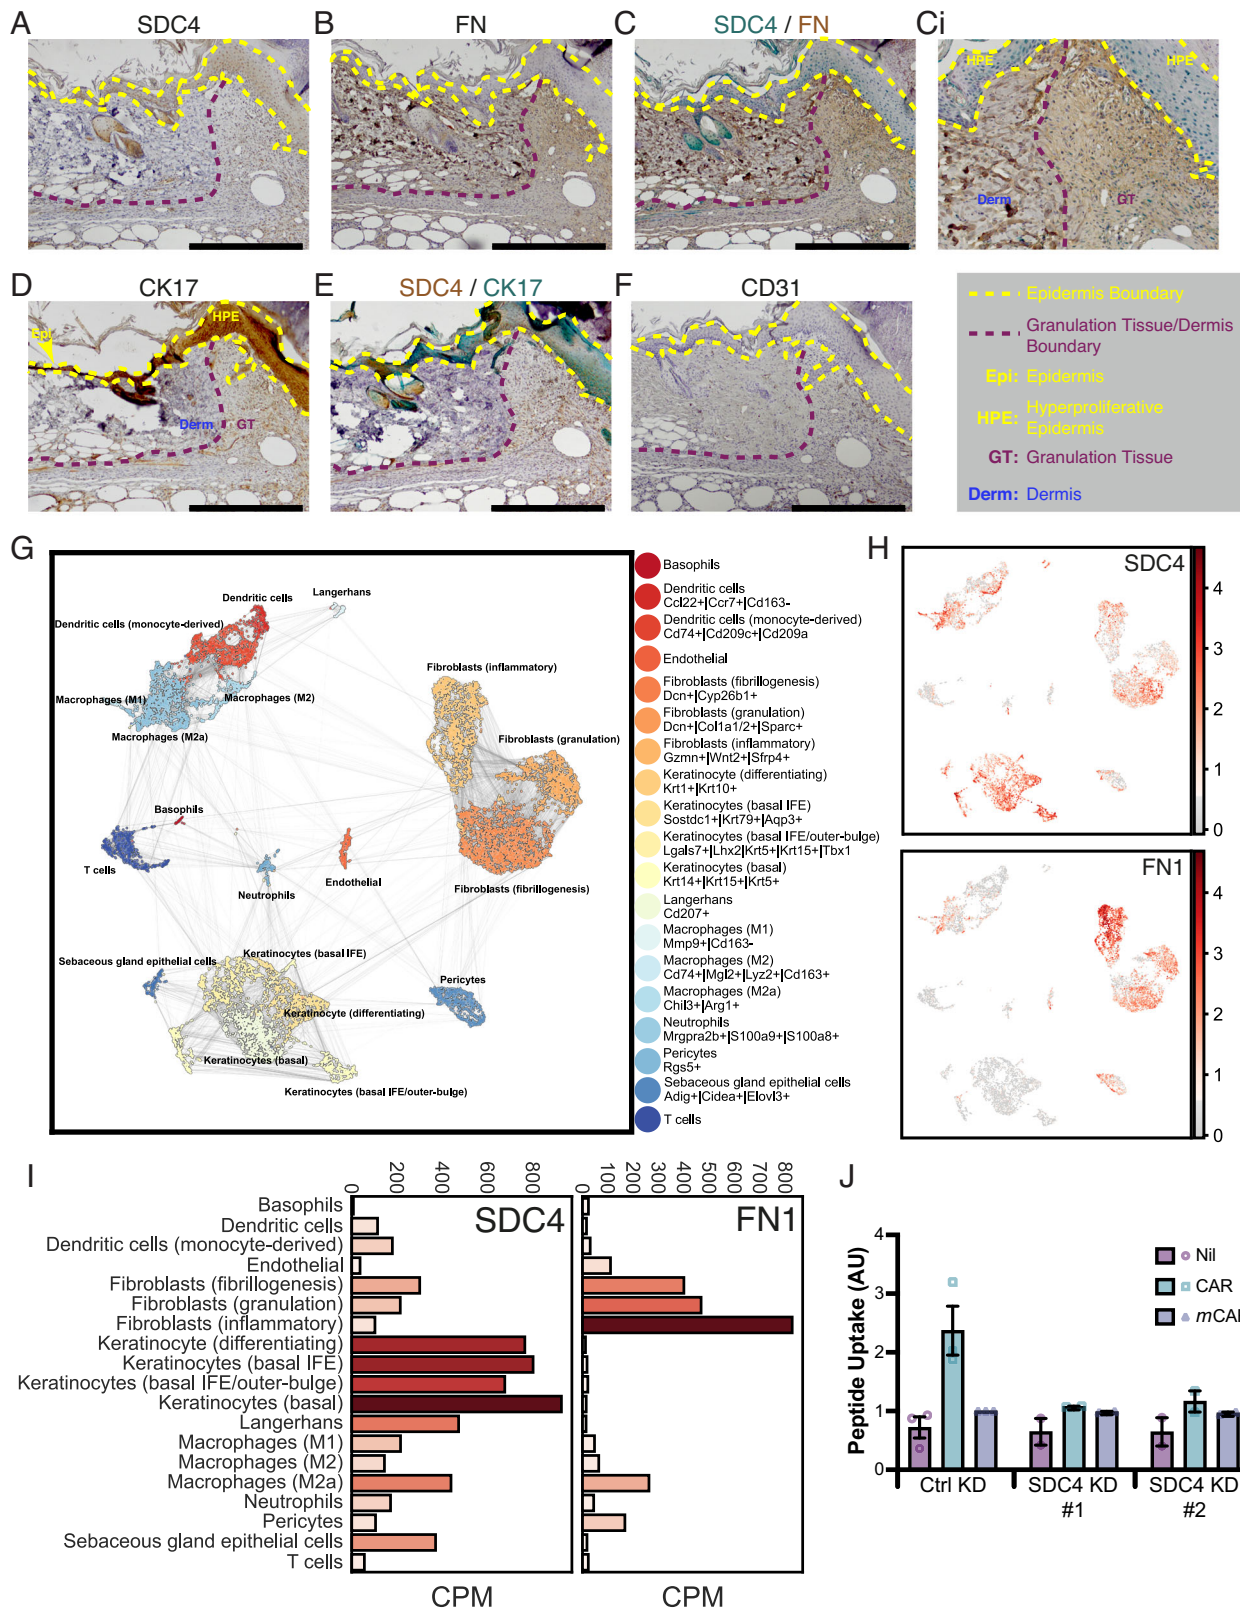 A SDC4
B FN
C SDC4 / FN
Ci
HPE
HPE
Derm
GT
D CK17
Epi
HPE
Derm
GT
E SDC4 / CK17
F CD31
Epidermis Boundary
Granulation Tissue/Dermis
Boundary
Epi: Epidermis
HPE: Hyperproliferative
Epidermis
GT: Granulation Tissue
Derm: Dermis
G
Dendritic cells
Langerhans
Dendritic cells (monocyte-derived)
Macrophages (M1)
Macrophages (M2)
Macrophages (M2a)
Fibroblasts (inflammatory)
Fibroblasts (granulation)
Fibroblasts (fibrillogenesis)
Basophils
T cells
Neutrophils
Endothelial
Sebaceous gland epithelial cells
Keratinocytes (basal IFE)
Keratinocyte (differentiating)
Keratinocytes (basal)
Keratinocytes (basal IFE/outer-bulge)
Pericytes
Basophils
Dendritic cells
Ccl22+|Ccr7+|Cd163-
Dendritic cells (monocyte-derived)
Cd74+|Cd209c+|Cd209a
Endothelial
Fibroblasts (fibrillogenesis)
Dcn+|Cyp26b1+
Fibroblasts (granulation)
Dcn+|Col1a1/2+|Sparc+
Fibroblasts (inflammatory)
Gzmn+|Wnt2+|Sfrp4+
Keratinocyte (differentiating)
Krt1+|Krt10+
Keratinocytes (basal IFE)
Sostdc1+|Krt79+|Aqp3+
Keratinocytes (basal IFE/outer-bulge)
Lgals7+|Lhx2|Krt5+|Krt15+|Tbx1
Keratinocytes (basal)
Krt14+|Krt15+|Krt5+
Langerhans
Cd207+
Macrophages (M1)
Mmp9+|Cd163-
Macrophages (M2)
Cd74+|Mgl2+|Lyz2+|Cd163+
Macrophages (M2a)
Chil3+|Arg1+
Neutrophils
Mrgpra2b+|S100a9+|S100a8+
Pericytes
Rgs5+
Sebaceous gland epithelial cells
Adig+|Cidea+|Elovl3+
T cells
H
SDC4
4
3
2
1
0
FN1
4
3
2
1
0
I
0 200 400 600 800
0 100 200 300 400 500 600 700 800
SDC4
FN1
Basophils
Dendritic cells
Dendritic cells (monocyte-derived)
Endothelial
Fibroblasts (fibrillogenesis)
Fibroblasts (granulation)
Fibroblasts (inflammatory)
Keratinocyte (differentiating)
Keratinocytes (basal IFE)
Keratinocytes (basal IFE/outer-bulge)
Keratinocytes (basal)
Langerhans
Macrophages (M1)
Macrophages (M2)
Macrophages (M2a)
Neutrophils
Pericytes
Sebaceous gland epithelial cells
T cells
CPM
CPM
J
Peptide Uptake (AU)
4
3
2
1
0
Nil
CAR
mCAR
Ctrl KD
SDC4 KD
#1
SDC4 KD
#2